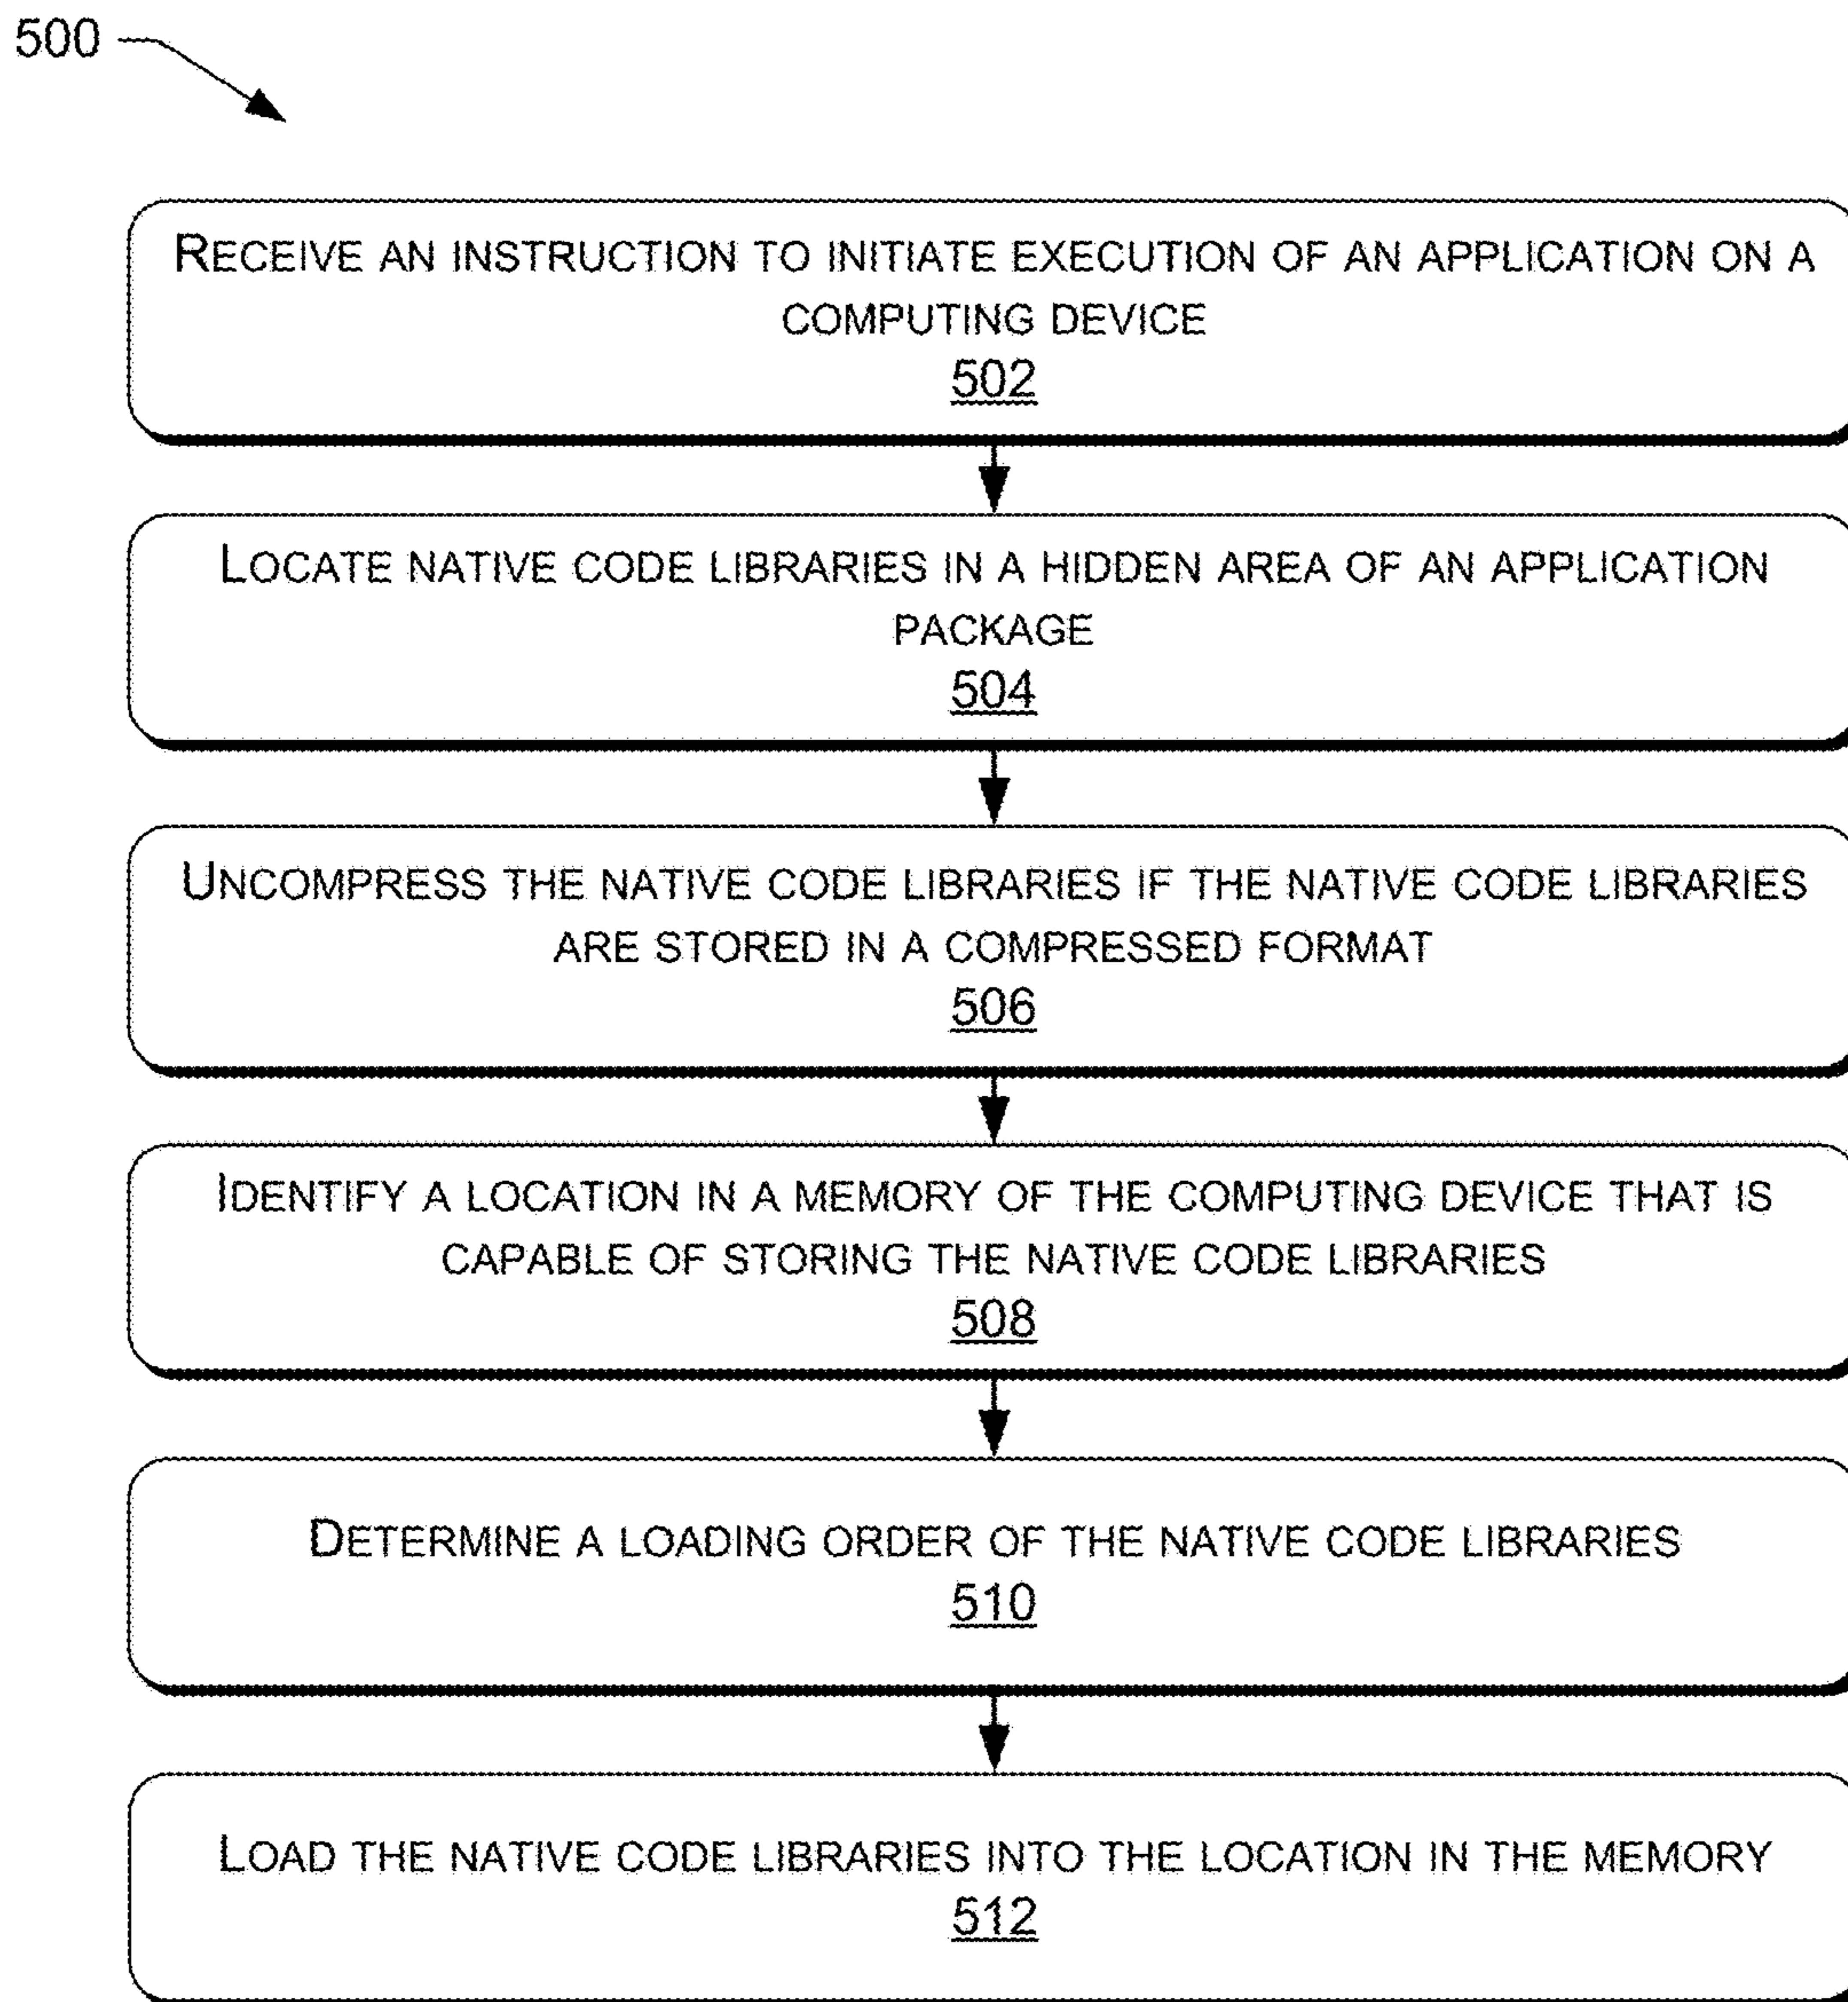 500
RECEIVE AN INSTRUCTION TO INITIATE EXECUTION OF AN APPLICATION ON A
COMPUTING DEVICE
502
LOCATE NATIVE CODE LIBRARIES IN A HIDDEN AREA OF AN APPLICATION
PACKAGE
504
UNCOMPRESS THE NATIVE CODE LIBRARIES IF THE NATIVE CODE LIBRARIES
ARE STORED IN A COMPRESSED FORMAT
506
IDENTIFY A LOCATION IN A MEMORY OF THE COMPUTING DEVICE THAT IS
CAPABLE OF STORING THE NATIVE CODE LIBRARIES
508
DETERMINE A LOADING ORDER OF THE NATIVE CODE LIBRARIES
510
LOAD THE NATIVE CODE LIBRARIES INTO THE LOCATION IN THE MEMORY
512